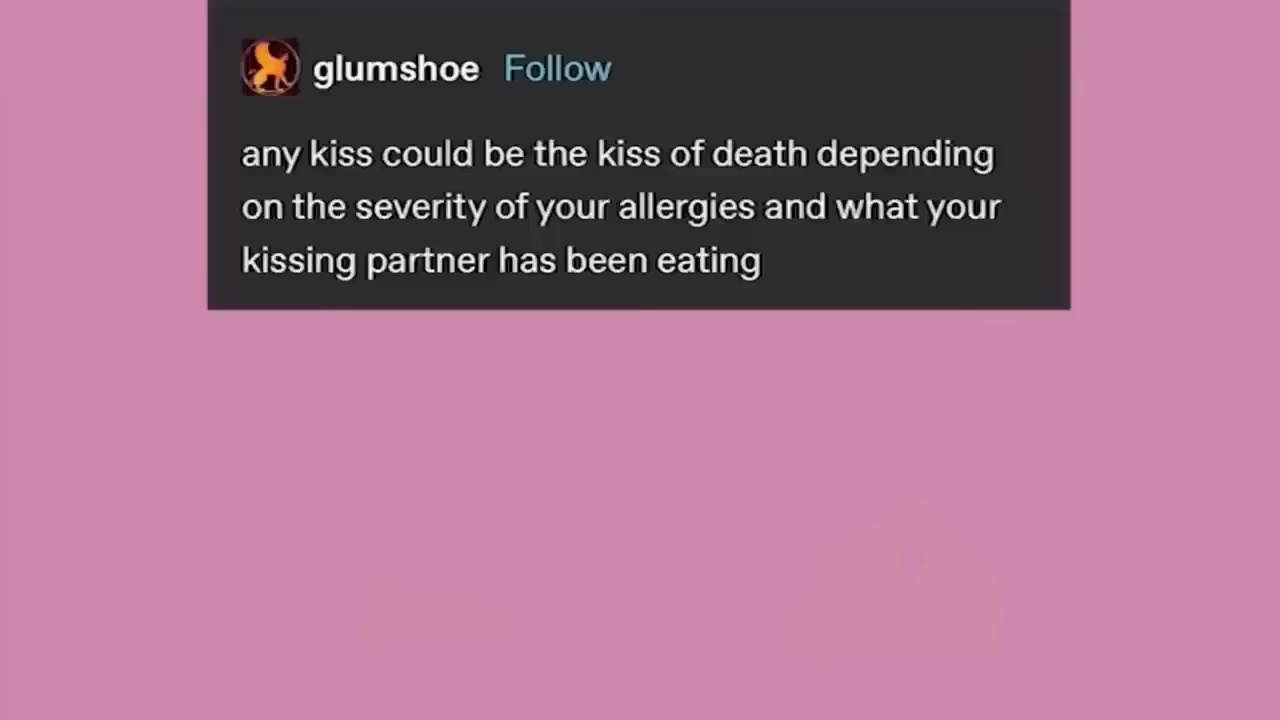 glumshoe Follow
any kiss could be the kiss of death depending
on the severity of your allergies and what your
kissing partner has been eating